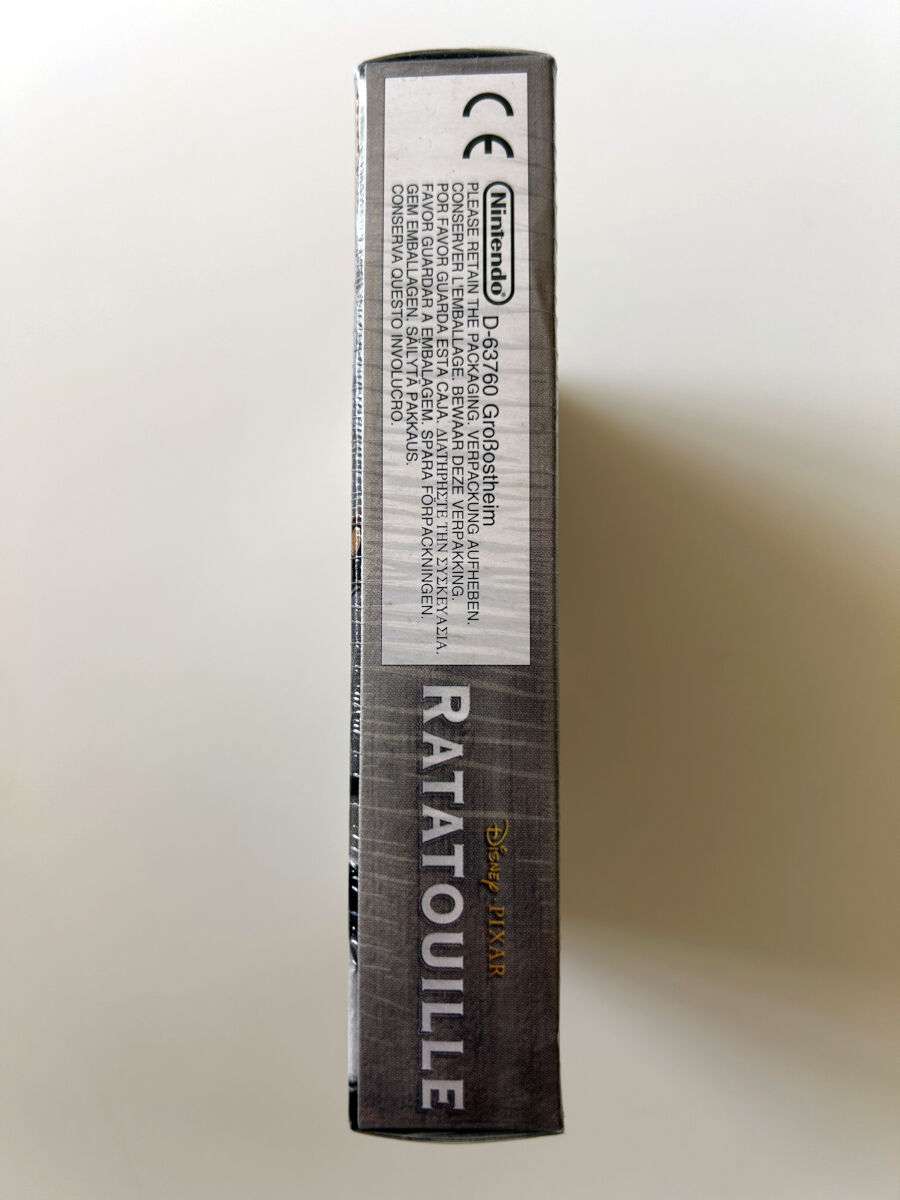 CE
Nintendo® D-63760 Großostheim
PLEASE RETAIN THE PACKAGING. VERPACKUNG AUFHEBEN.
CONSERVER L'EMBALLAGE. BEWAAR DEZE VERPAKKING.
POR FAVOR GUARDA ESTA CAJA. ΔΙΑΤΗΡΗΣΤΕ ΤΗΝ ΣΥΣΚΕΥΑΣΙΑ.
FAVOR GUARDAR A EMBALAGEM. SPARA FÖRPACKNINGEN.
GEM EMBALLAGEN. SÄILYTÄ PAKKAUS.
CONSERVA QUESTO INVOLUCRO.
DISNEY PIXAR
RATATOUILLE